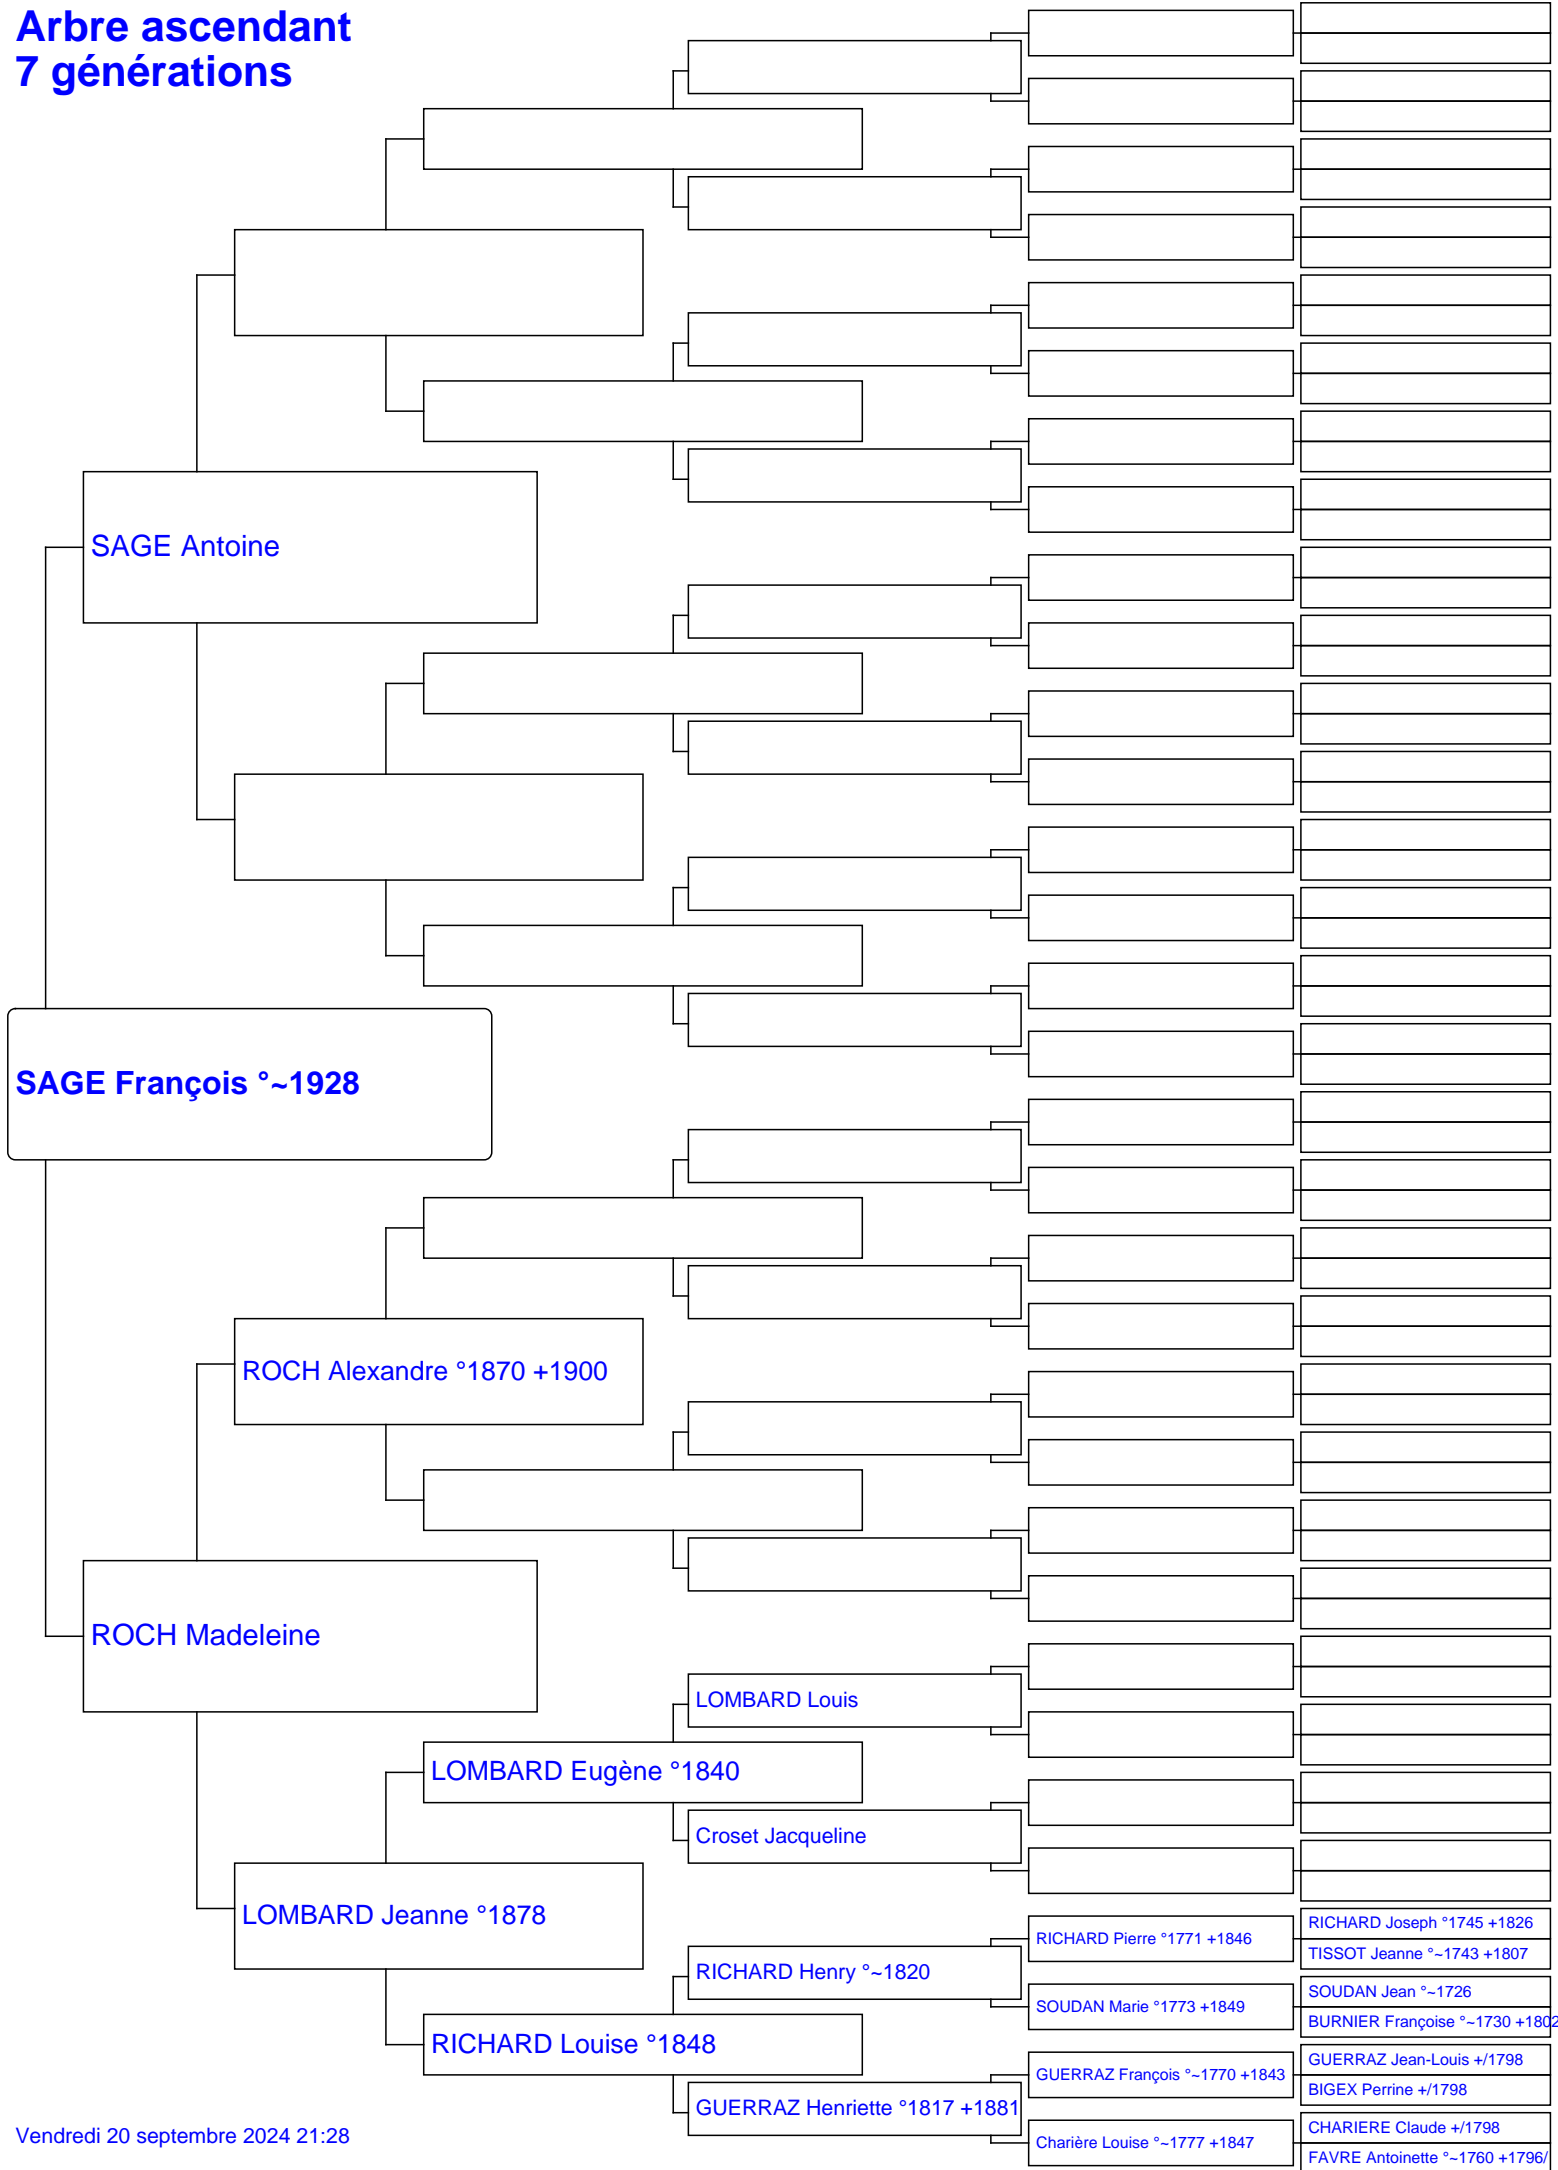 Arbre ascendant
7 générations
SAGE Antoine
SAGE François °~1928
ROCH Alexandre °1870 +1900
ROCH Madeleine
LOMBARD Louis
LOMBARD Eugène °1840
Croset Jacqueline
LOMBARD Jeanne °1878
RICHARD Joseph °1745 +1826
RICHARD Pierre °1771 +1846
TISSOT Jeanne °~1743 +1807
RICHARD Henry °~1820
SOUDAN Jean °~1726
SOUDAN Marie °1773 +1849
BURNIER Françoise °~1730 +1802
RICHARD Louise °1848
GUERRAZ Jean-Louis +/1798
GUERRAZ François °~1770 +1843
BIGEX Perrine +/1798
GUERRAZ Henriette °1817 +1881
CHARIERE Claude +/1798
Charière Louise °~1777 +1847
FAVRE Antoinette °~1760 +1796/
Vendredi 20 septembre 2024 21:28